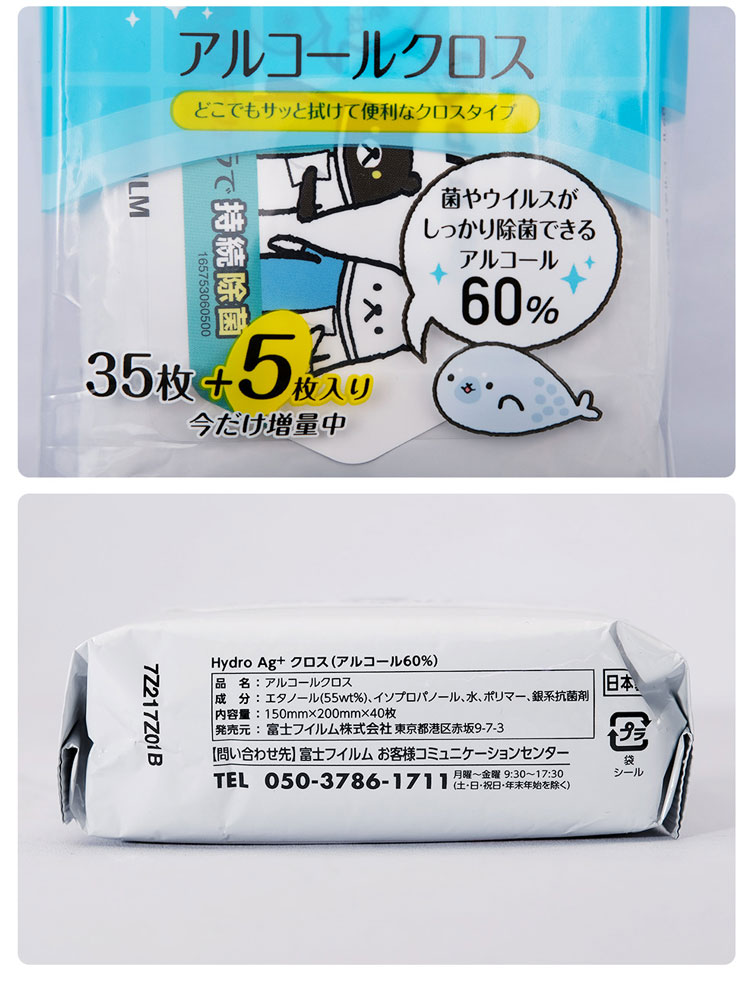 アルコールクロス
どこでもサッと拭けて便利なクロスタイプ
菌やウイルスが
しっかり除菌できる
アルコール
60%
で持続除菌
165753060500
ILM
35枚+5枚入り
今だけ増量中
7Z217Z01B
Hydro Ag+ クロス(アルコール60%)
品名:アルコールクロス
成分:エタノール(55wt%)、イソプロパノール、水、ポリマー、銀系抗菌剤
内容量:150mm×200mm×40枚
発売元:富士フイルム株式会社 東京都港区赤坂9-7-3
【問い合わせ先】富士フイルム お客様コミュニケーションセンター
TEL 050-3786-1711 月曜〜金曜 9:30〜17:30
(土・日・祝日・年末年始を除く)
日本
プラ
袋
シール